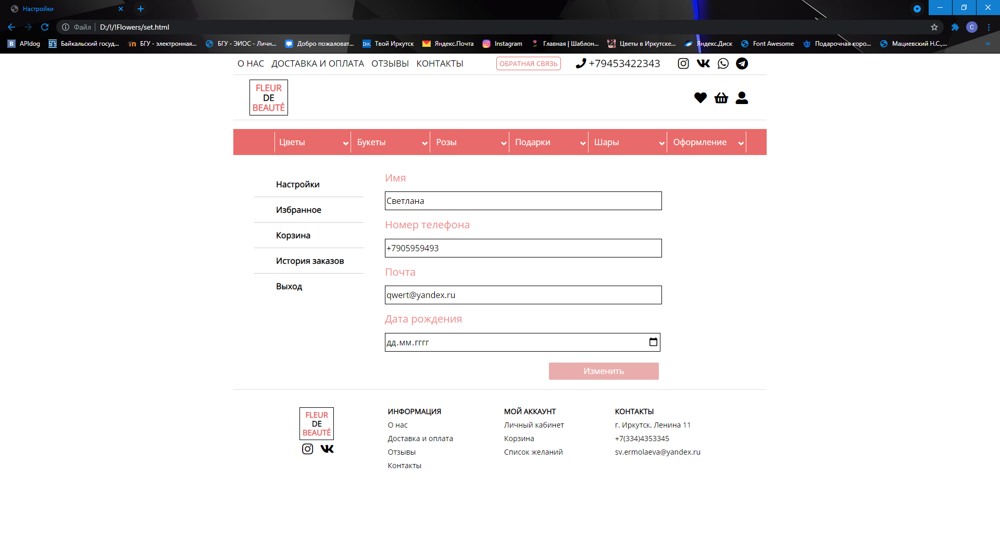 Настройки
Файл D:/!/!Flowers/set.html
APIdog Байкальский госуд... БГУ - электронная... БГУ - ЭИОС - Личн... Добро пожаловат... Твой Иркутск Яндекс.Почта Instagram Главная | Шаблон... Цветы в Иркутске... Яндекс.Диск Font Awesome Подарочная коро... Мациевский Н.С.,...
О НАС ДОСТАВКА И ОПЛАТА ОТЗЫВЫ КОНТАКТЫ ОБРАТНАЯ СВЯЗЬ +79453422343
FLEUR
DE
BEAUTÉ
Цветы Букеты Розы Подарки Шары Оформление
Настройки
Избранное
Корзина
История заказов
Выход
Имя
Светлана
Номер телефона
+7905959493
Почта
qwert@yandex.ru
Дата рождения
дд.мм.гггг
Изменить
FLEUR
DE
BEAUTÉ
ИНФОРМАЦИЯ
О нас
Доставка и оплата
Отзывы
Контакты
МОЙ АККАУНТ
Личный кабинет
Корзина
Список желаний
КОНТАКТЫ
г. Иркутск, Ленина 11
+7(334)4353345
sv.ermolaeva@yandex.ru